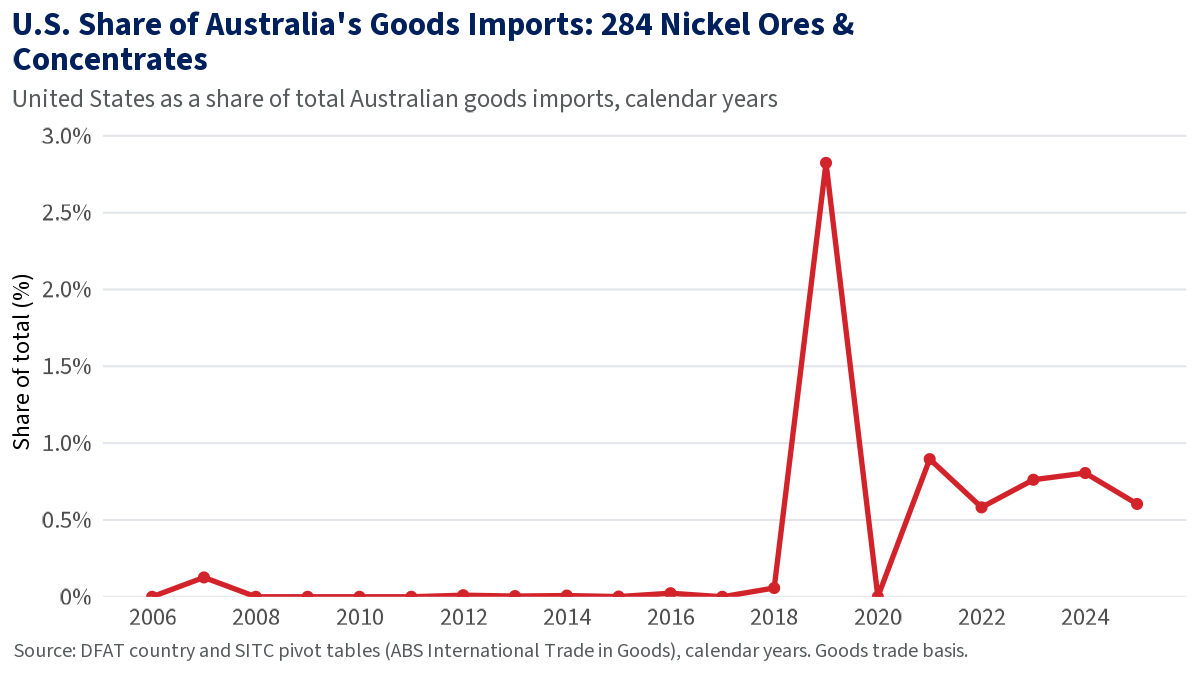 U.S. Share of Australia's Goods Imports: 284 Nickel Ores &
Concentrates
United States as a share of total Australian goods imports, calendar years
Share of total (%)
3.0%
2.5%
2.0%
1.5%
1.0%
0.5%
0%
2006 2008 2010 2012 2014 2016 2018 2020 2022 2024
Source: DFAT country and SITC pivot tables (ABS International Trade in Goods), calendar years. Goods trade basis.